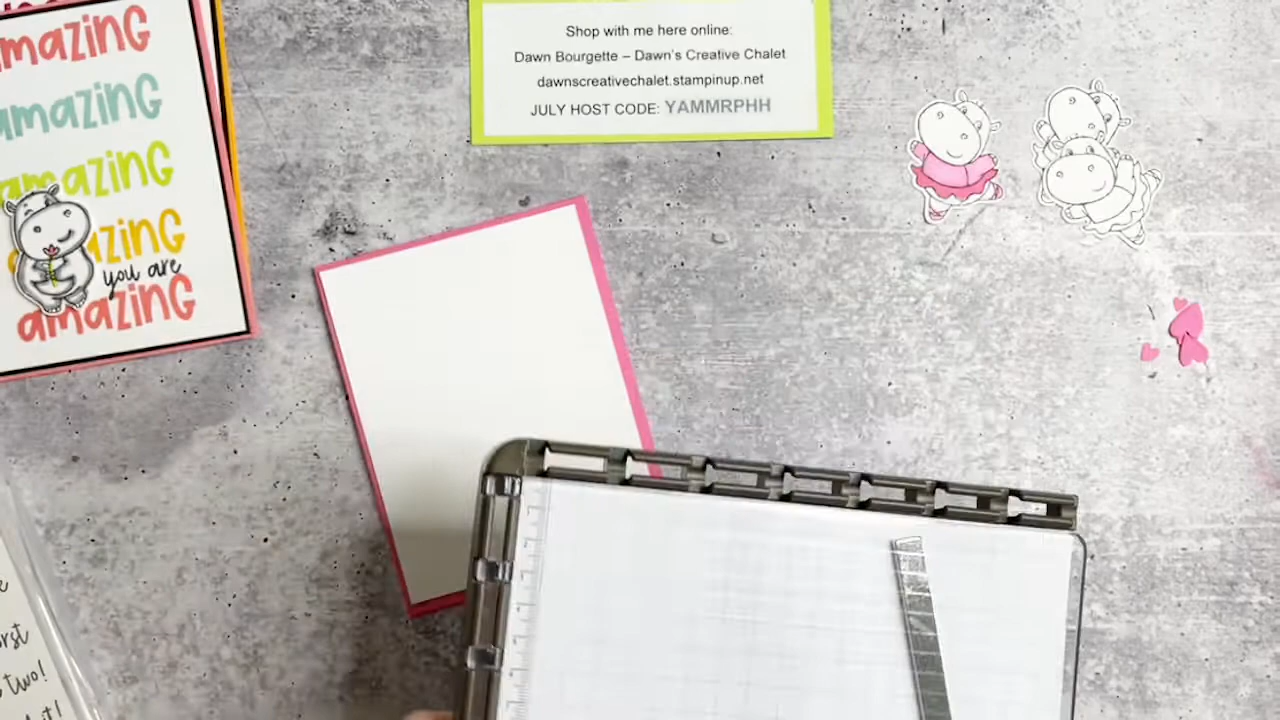 amazing
amazing
amazing
you are
amazing
Shop with me here online:
Dawn Bourgette – Dawn's Creative Chalet
dawnscreativechalet.stampinup.net
JULY HOST CODE: YAMMRPHH
two!